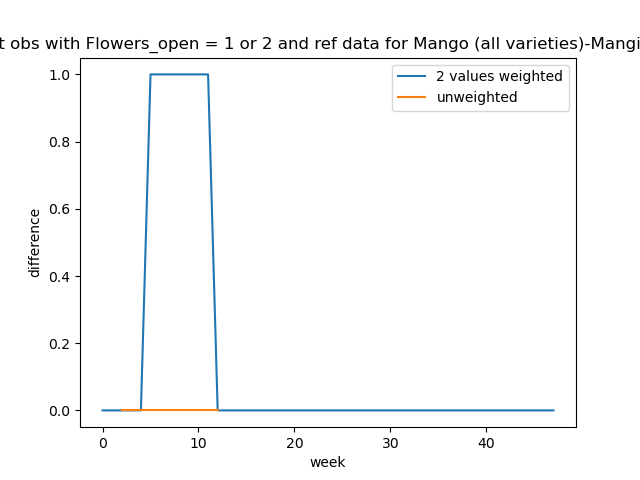 t obs with Flowers_open = 1 or 2 and ref data for Mango (all varieties)-Mangi
2 values weighted
unweighted
1.0
0.8
0.6
0.4
0.2
0.0
difference
0 10 20 30 40
week